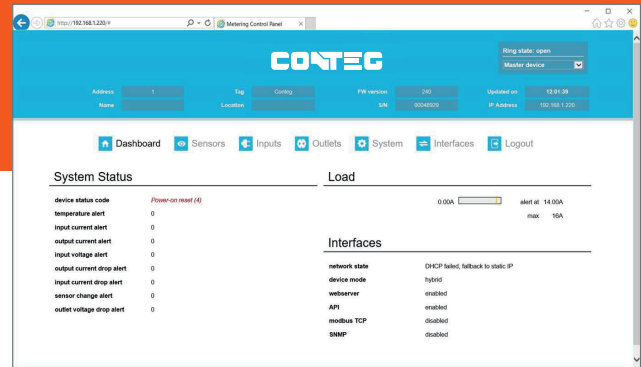 http://192.168.1.220/#
Metering Control Panel
CONTEG
Ring state: open
Master device
Address 1 Tag Conteg FW version 240 Updated on 12:01:28
Name Location S/N 00048929 IP Address 192.168.1.220
Dashboard Sensors Inputs Outlets System Interfaces Logout
System Status
device status code Power-on reset (4)
temperature alert 0
input current alert 0
output current alert 0
input voltage alert 0
output current drop alert 0
input current drop alert 0
sensor change alert 0
outlet voltage drop alert 0
Load
0.00A alert at 14.00A
max 16A
Interfaces
network state DHCP failed, fallback to static IP
device mode hybrid
webserver enabled
API enabled
modbus TCP disabled
SNMP disabled